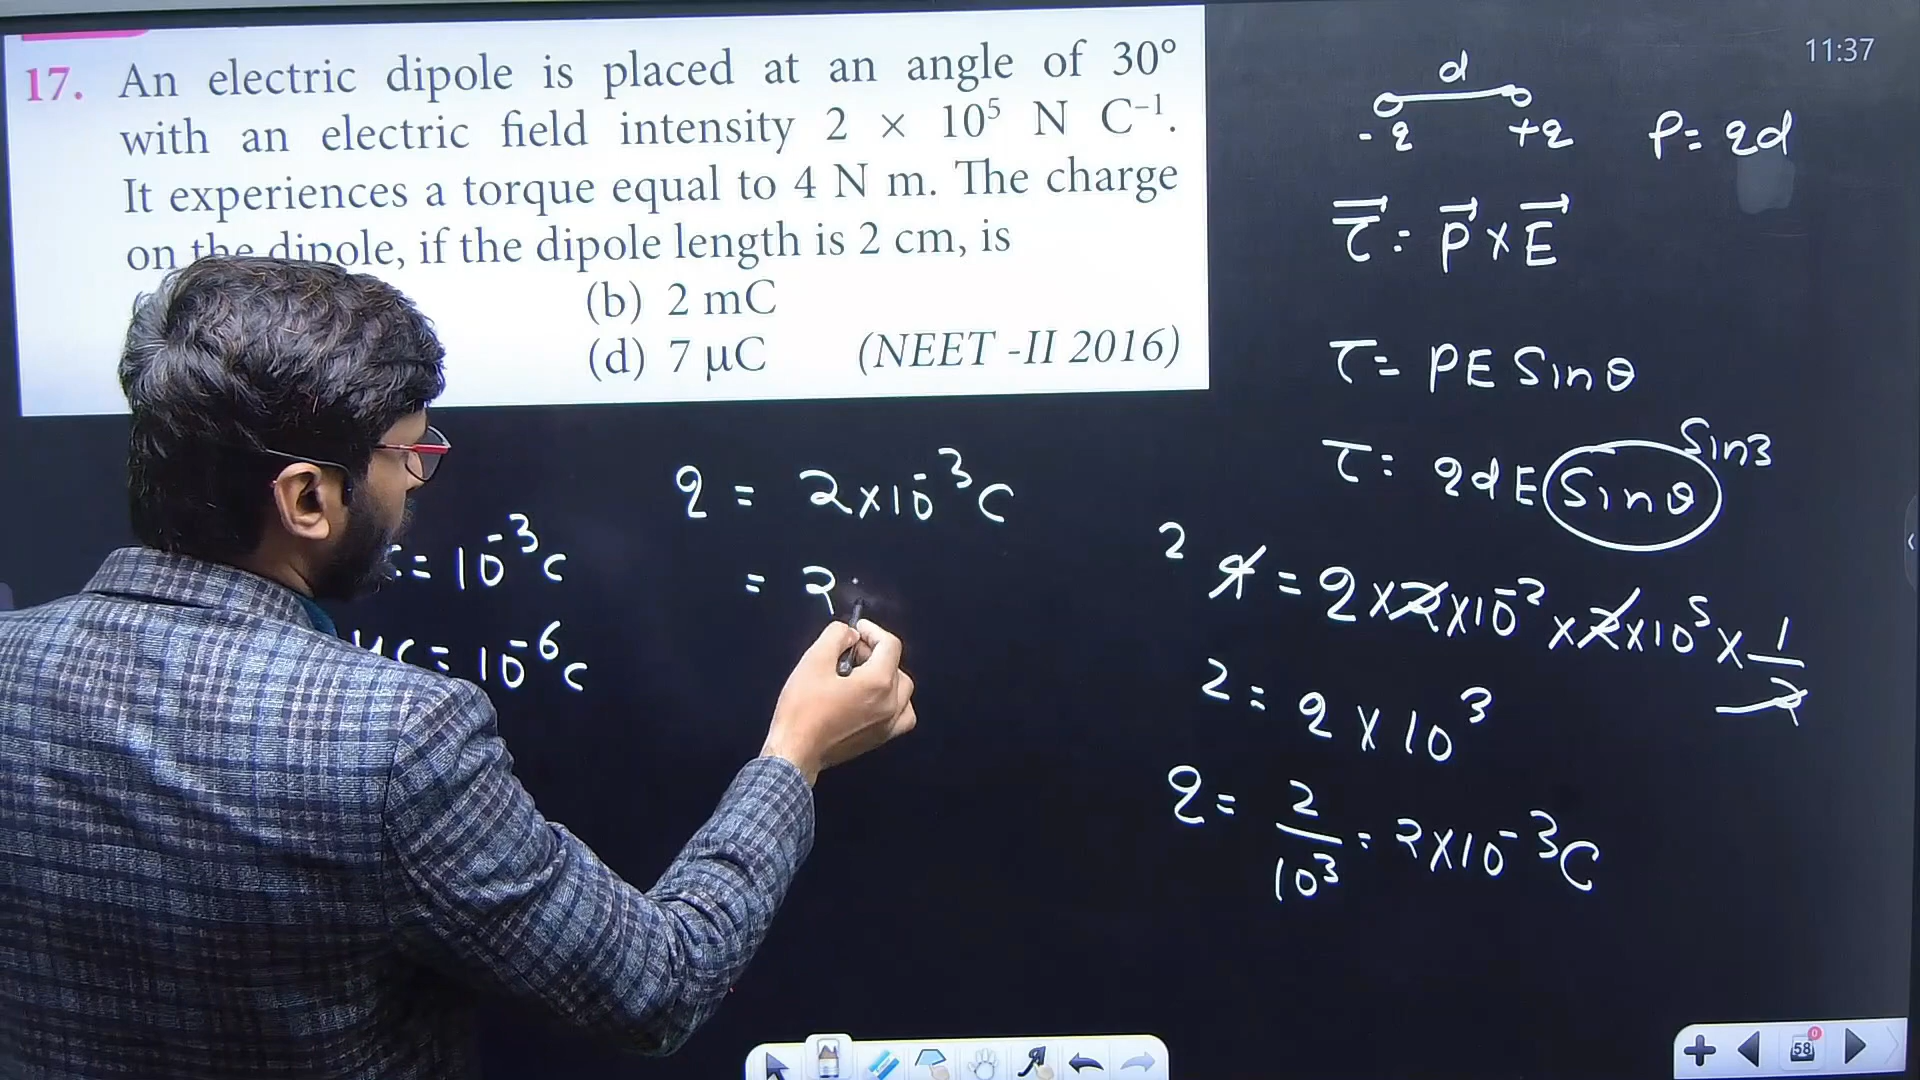 11:37
17. An electric dipole is placed at an angle of 30°
with an electric field intensity 2 × 10⁵ N C⁻¹.
It experiences a torque equal to 4 N m. The charge
on the dipole, if the dipole length is 2 cm, is
(b) 2 mC
(d) 7 μC (NEET -II 2016)
d
-q +q P = qd
τ⃗ = P⃗ × E⃗
τ = PE Sinθ
τ = qdE Sinθ Sin3
2 4 = q×2×10⁻²×2×10⁵×1/2
2 = q × 10³
q = 2/10³ = 2×10⁻³C
= 10⁻³C
C = 10⁻⁶C
q = 2×10⁻³C
= 2
58
0